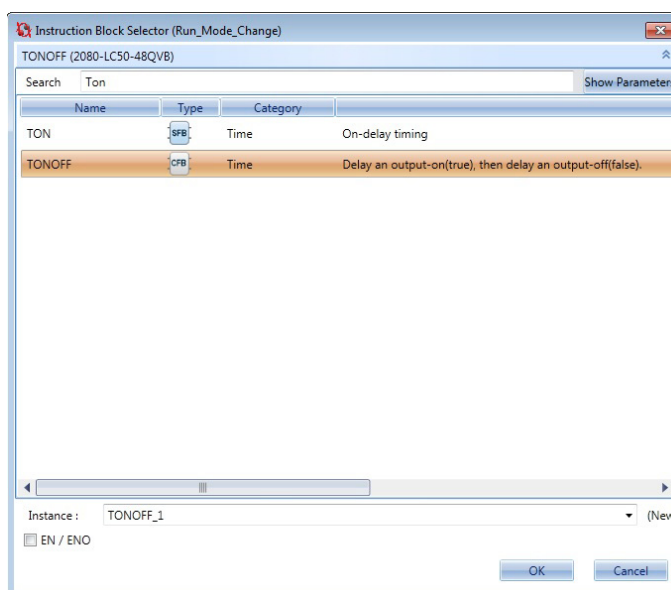 Instruction Block Selector (Run_Mode_Change)
TONOFF (2080-LC50-48QVB)
Search Ton Show Parameter
Name Type Category
TON SFB Time On-delay timing
TONOFF CFB Time Delay an output-on(true), then delay an output-off(false).
Instance : TONOFF_1 (New
EN / ENO
OK Cancel